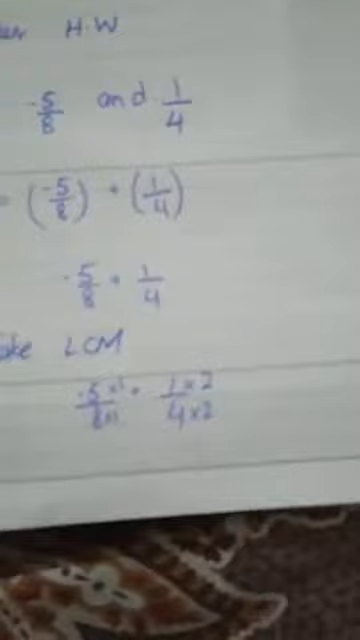 H.W
-5/8 and 1/4
= (-5/8) + (1/4)
-5/8 + 1/4
Take LCM
-5×1/8×1 + 1×2/4×2